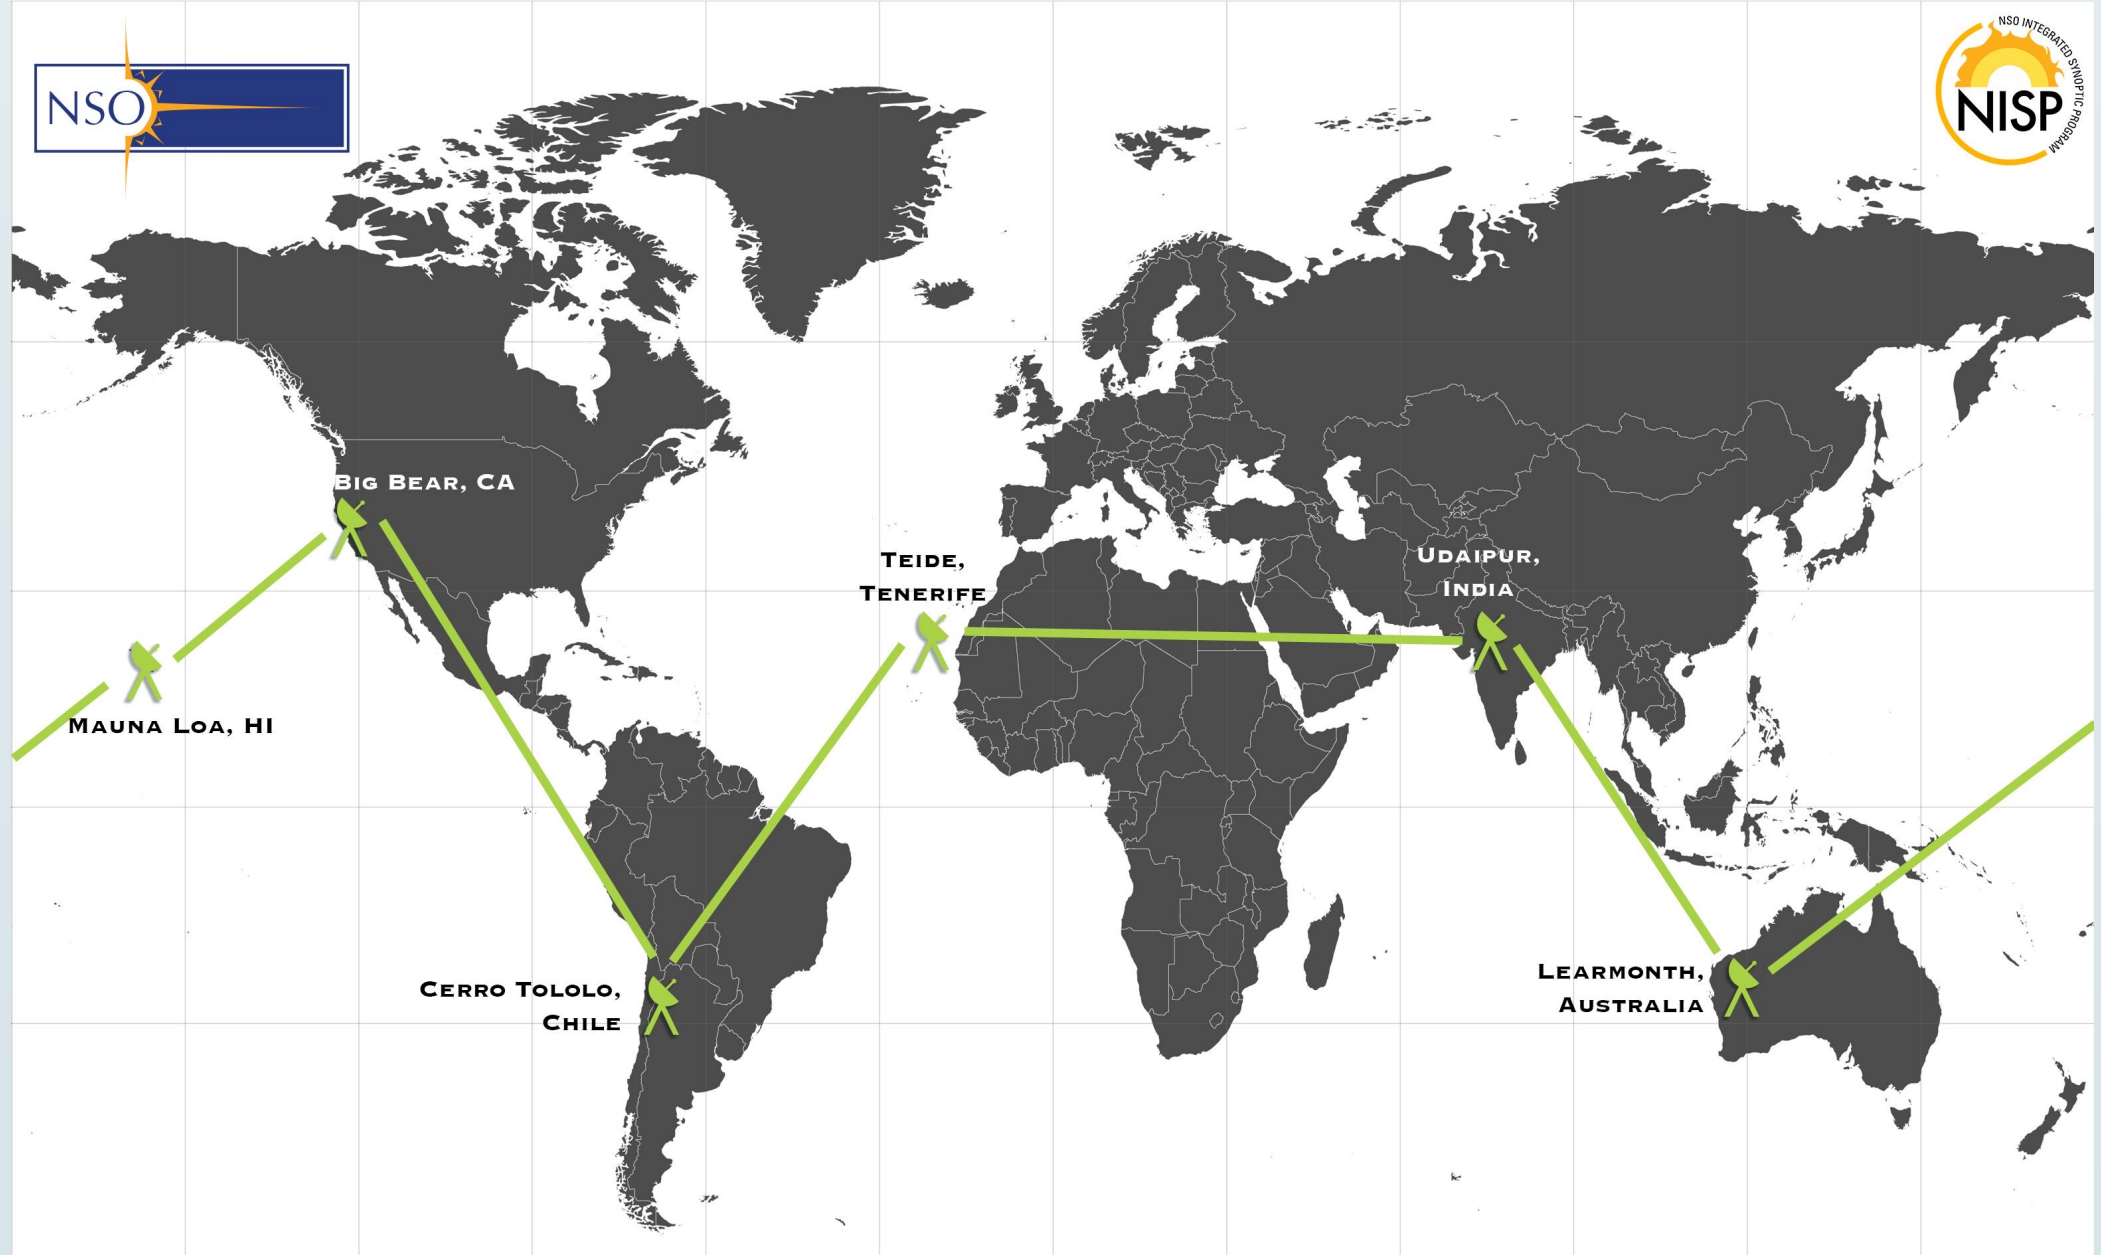 NSO
NSO INTEGRATED SYNOPTIC PROGRAM
NISP
BIG BEAR, CA
TEIDE,
TENERIFE
UDAIPUR,
INDIA
MAUNA LOA, HI
CERRO TOLOLO,
CHILE
LEARMONTH,
AUSTRALIA